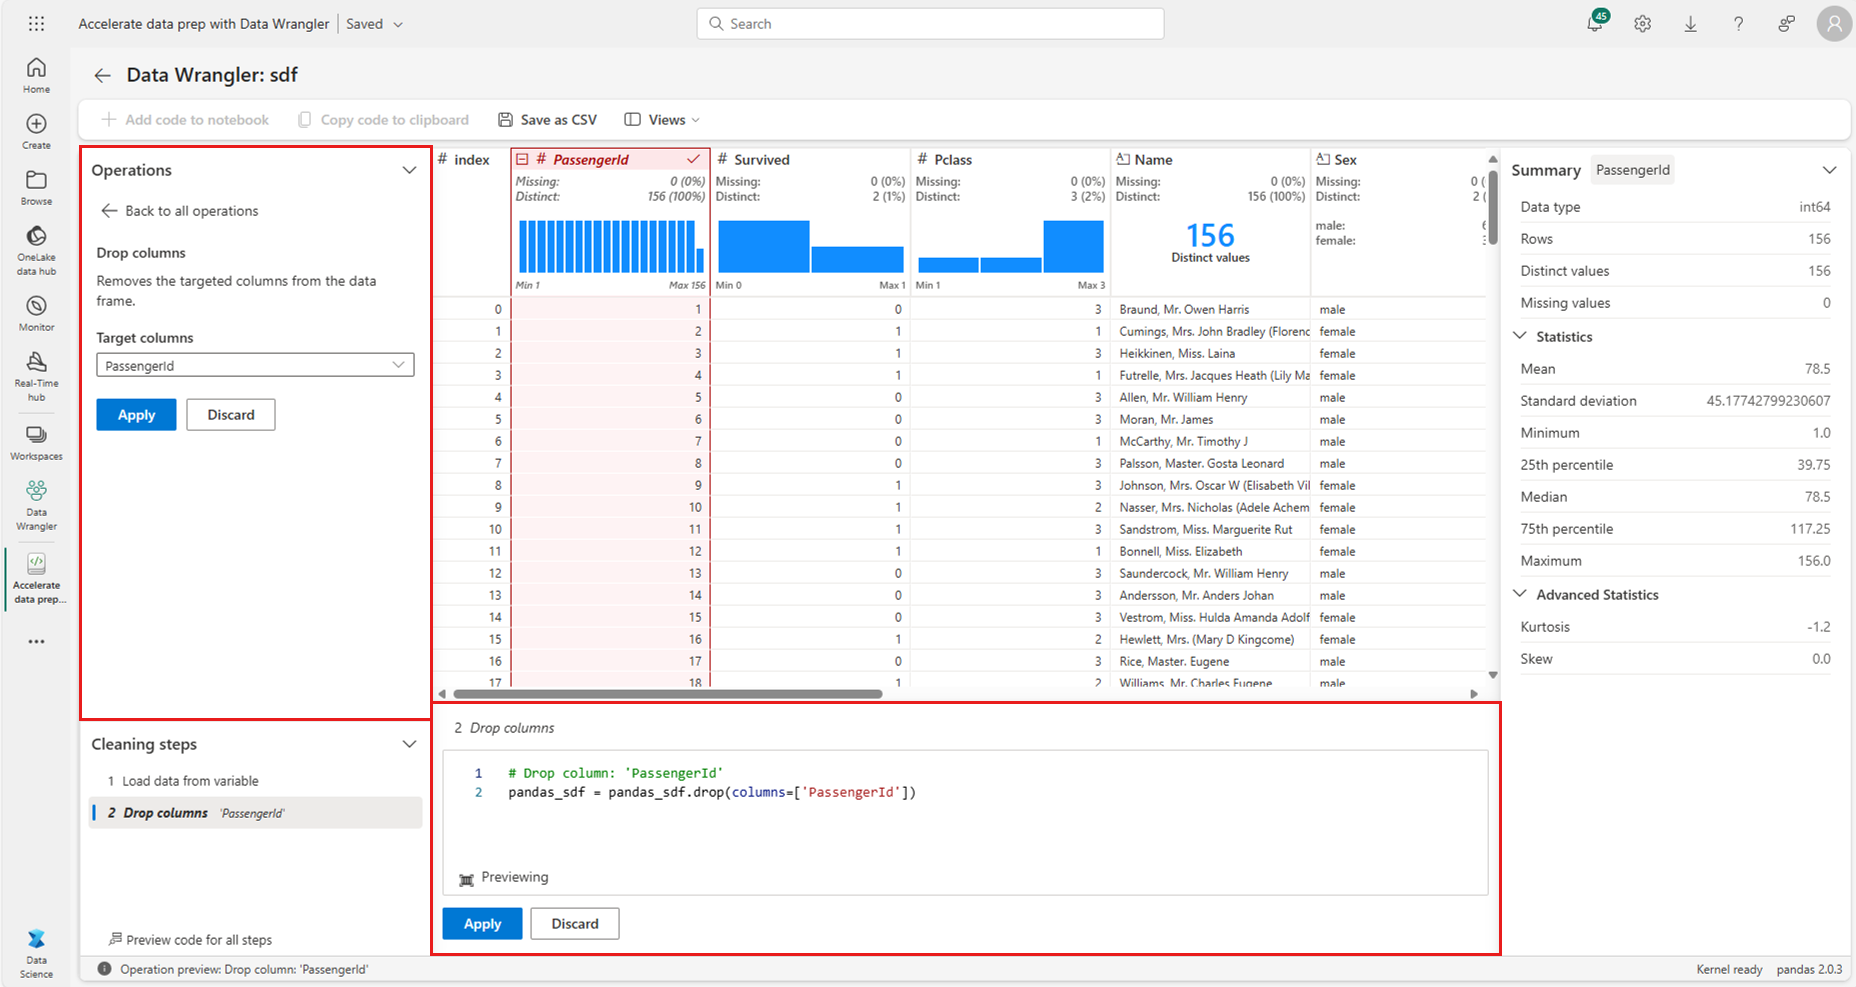 Accelerate data prep with Data Wrangler
Saved
Search
45
Home
Create
Browse
OneLake
data hub
Monitor
Real-Time
hub
Workspaces
Data
Wrangler
Accelerate
data prep...
Data
Science
Data Wrangler: sdf
Add code to notebook
Copy code to clipboard
Save as CSV
Views
Operations
Back to all operations
Drop columns
Removes the targeted columns from the data
frame.
Target columns
PassengerId
Apply
Discard
Cleaning steps
1 Load data from variable
2 Drop columns 'PassengerId'
Preview code for all steps
# index
# PassengerId
Missing: 0 (0%)
Distinct: 156 (100%)
Min 1 Max 156
# Survived
Missing: 0 (0%)
Distinct: 2 (1%)
Min 0 Max 1
# Pclass
Missing: 0 (0%)
Distinct: 3 (2%)
Min 1 Max 3
Name
Missing: 0 (0%)
Distinct: 156 (100%)
156
Distinct values
Sex
Missing: 0 (
Distinct: 2 (
male:
female:
0 1 0 3 Braund, Mr. Owen Harris male
1 2 1 1 Cumings, Mrs. John Bradley (Florenc female
2 3 1 3 Heikkinen, Miss. Laina female
3 4 1 1 Futrelle, Mrs. Jacques Heath (Lily Ma female
4 5 0 3 Allen, Mr. William Henry male
5 6 0 3 Moran, Mr. James male
6 7 0 1 McCarthy, Mr. Timothy J male
7 8 0 3 Palsson, Master. Gosta Leonard male
8 9 1 3 Johnson, Mrs. Oscar W (Elisabeth Vil female
9 10 1 2 Nasser, Mrs. Nicholas (Adele Achem female
10 11 1 3 Sandstrom, Miss. Marguerite Rut female
11 12 1 1 Bonnell, Miss. Elizabeth female
12 13 0 3 Saundercock, Mr. William Henry male
13 14 0 3 Andersson, Mr. Anders Johan male
14 15 0 3 Vestrom, Miss. Hulda Amanda Adolf female
15 16 1 2 Hewlett, Mrs. (Mary D Kingcome) female
16 17 0 3 Rice, Master. Eugene male
17 18 1 2 Williams, Mr. Charles Eugene male
2 Drop columns
1 # Drop column: 'PassengerId'
2 pandas_sdf = pandas_sdf.drop(columns=['PassengerId'])
Previewing
Apply
Discard
Summary PassengerId
Data type int64
Rows 156
Distinct values 156
Missing values 0
Statistics
Mean 78.5
Standard deviation 45.17742799230607
Minimum 1.0
25th percentile 39.75
Median 78.5
75th percentile 117.25
Maximum 156.0
Advanced Statistics
Kurtosis -1.2
Skew 0.0
Operation preview: Drop column: 'PassengerId'
Kernel ready
pandas 2.0.3